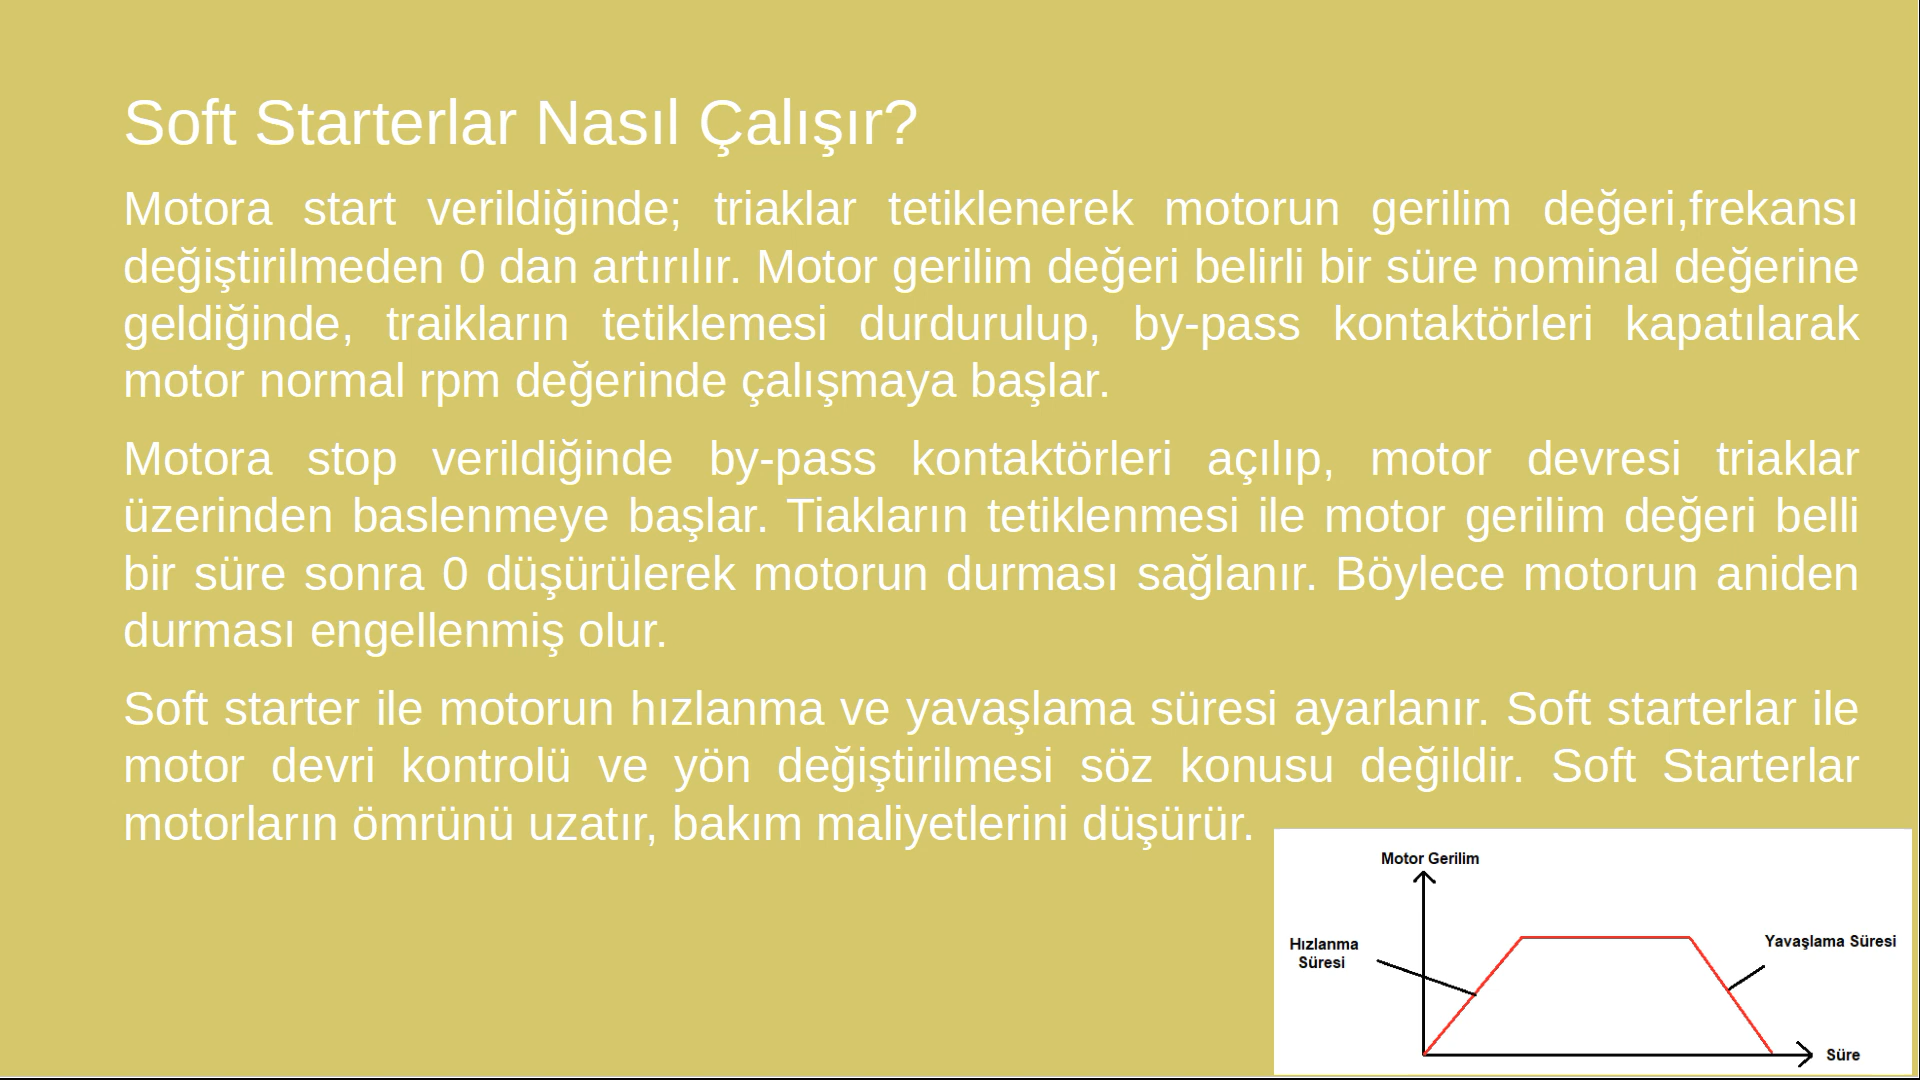 Soft Starterlar Nasıl Çalışır?
Motora start verildiğinde; triaklar tetiklenerek motorun gerilim değeri,frekansı
değiştirilmeden 0 dan artırılır. Motor gerilim değeri belirli bir süre nominal değerine
geldiğinde, traikların tetiklemesi durdurulup, by-pass kontaktörleri kapatılarak
motor normal rpm değerinde çalışmaya başlar.
Motora stop verildiğinde by-pass kontaktörleri açılıp, motor devresi triaklar
üzerinden baslenmeye başlar. Tiakların tetiklenmesi ile motor gerilim değeri belli
bir süre sonra 0 düşürülerek motorun durması sağlanır. Böylece motorun aniden
durması engellenmiş olur.
Soft starter ile motorun hızlanma ve yavaşlama süresi ayarlanır. Soft starterlar ile
motor devri kontrolü ve yön değiştirilmesi söz konusu değildir. Soft Starterlar
motorların ömrünü uzatır, bakım maliyetlerini düşürür.
Motor Gerilim
Hızlanma
Süresi
Yavaşlama Süresi
Süre